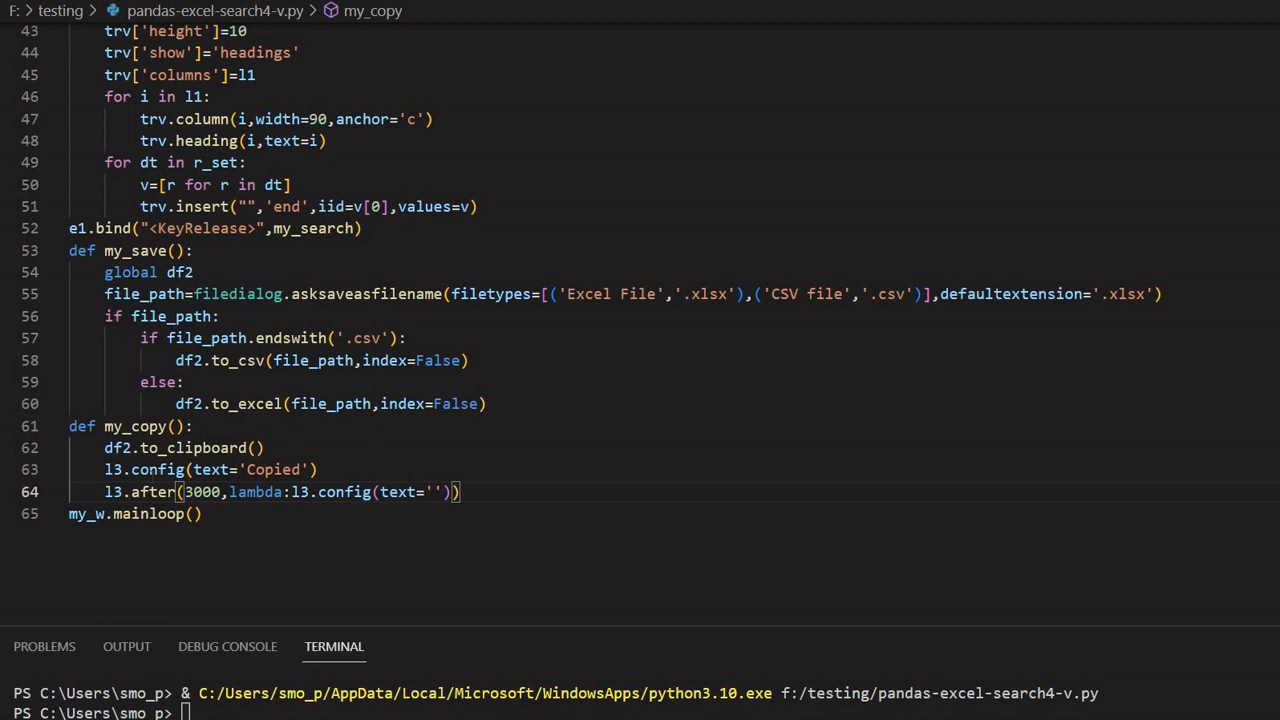 F: > testing > pandas-excel-search4-v.py > my_copy
43 trv['height']=10
44 trv['show']='headings'
45 trv['columns']=l1
46 for i in l1:
47 trv.column(i,width=90,anchor='c')
48 trv.heading(i,text=i)
49 for dt in r_set:
50 v=[r for r in dt]
51 trv.insert("",'end',iid=v[0],values=v)
52 e1.bind("<KeyRelease>",my_search)
53 def my_save():
54 global df2
55 file_path=filedialog.asksaveasfilename(filetypes=[('Excel File','.xlsx'),('CSV file','.csv')],defaultextension='.xlsx')
56 if file_path:
57 if file_path.endswith('.csv'):
58 df2.to_csv(file_path,index=False)
59 else:
60 df2.to_excel(file_path,index=False)
61 def my_copy():
62 df2.to_clipboard()
63 l3.config(text='Copied')
64 l3.after(3000,lambda:l3.config(text=''))
65 my_w.mainloop()
PROBLEMS OUTPUT DEBUG CONSOLE TERMINAL
PS C:\Users\smo_p> & C:/Users/smo_p/AppData/Local/Microsoft/WindowsApps/python3.10.exe f:/testing/pandas-excel-search4-v.py
PS C:\Users\smo_p>